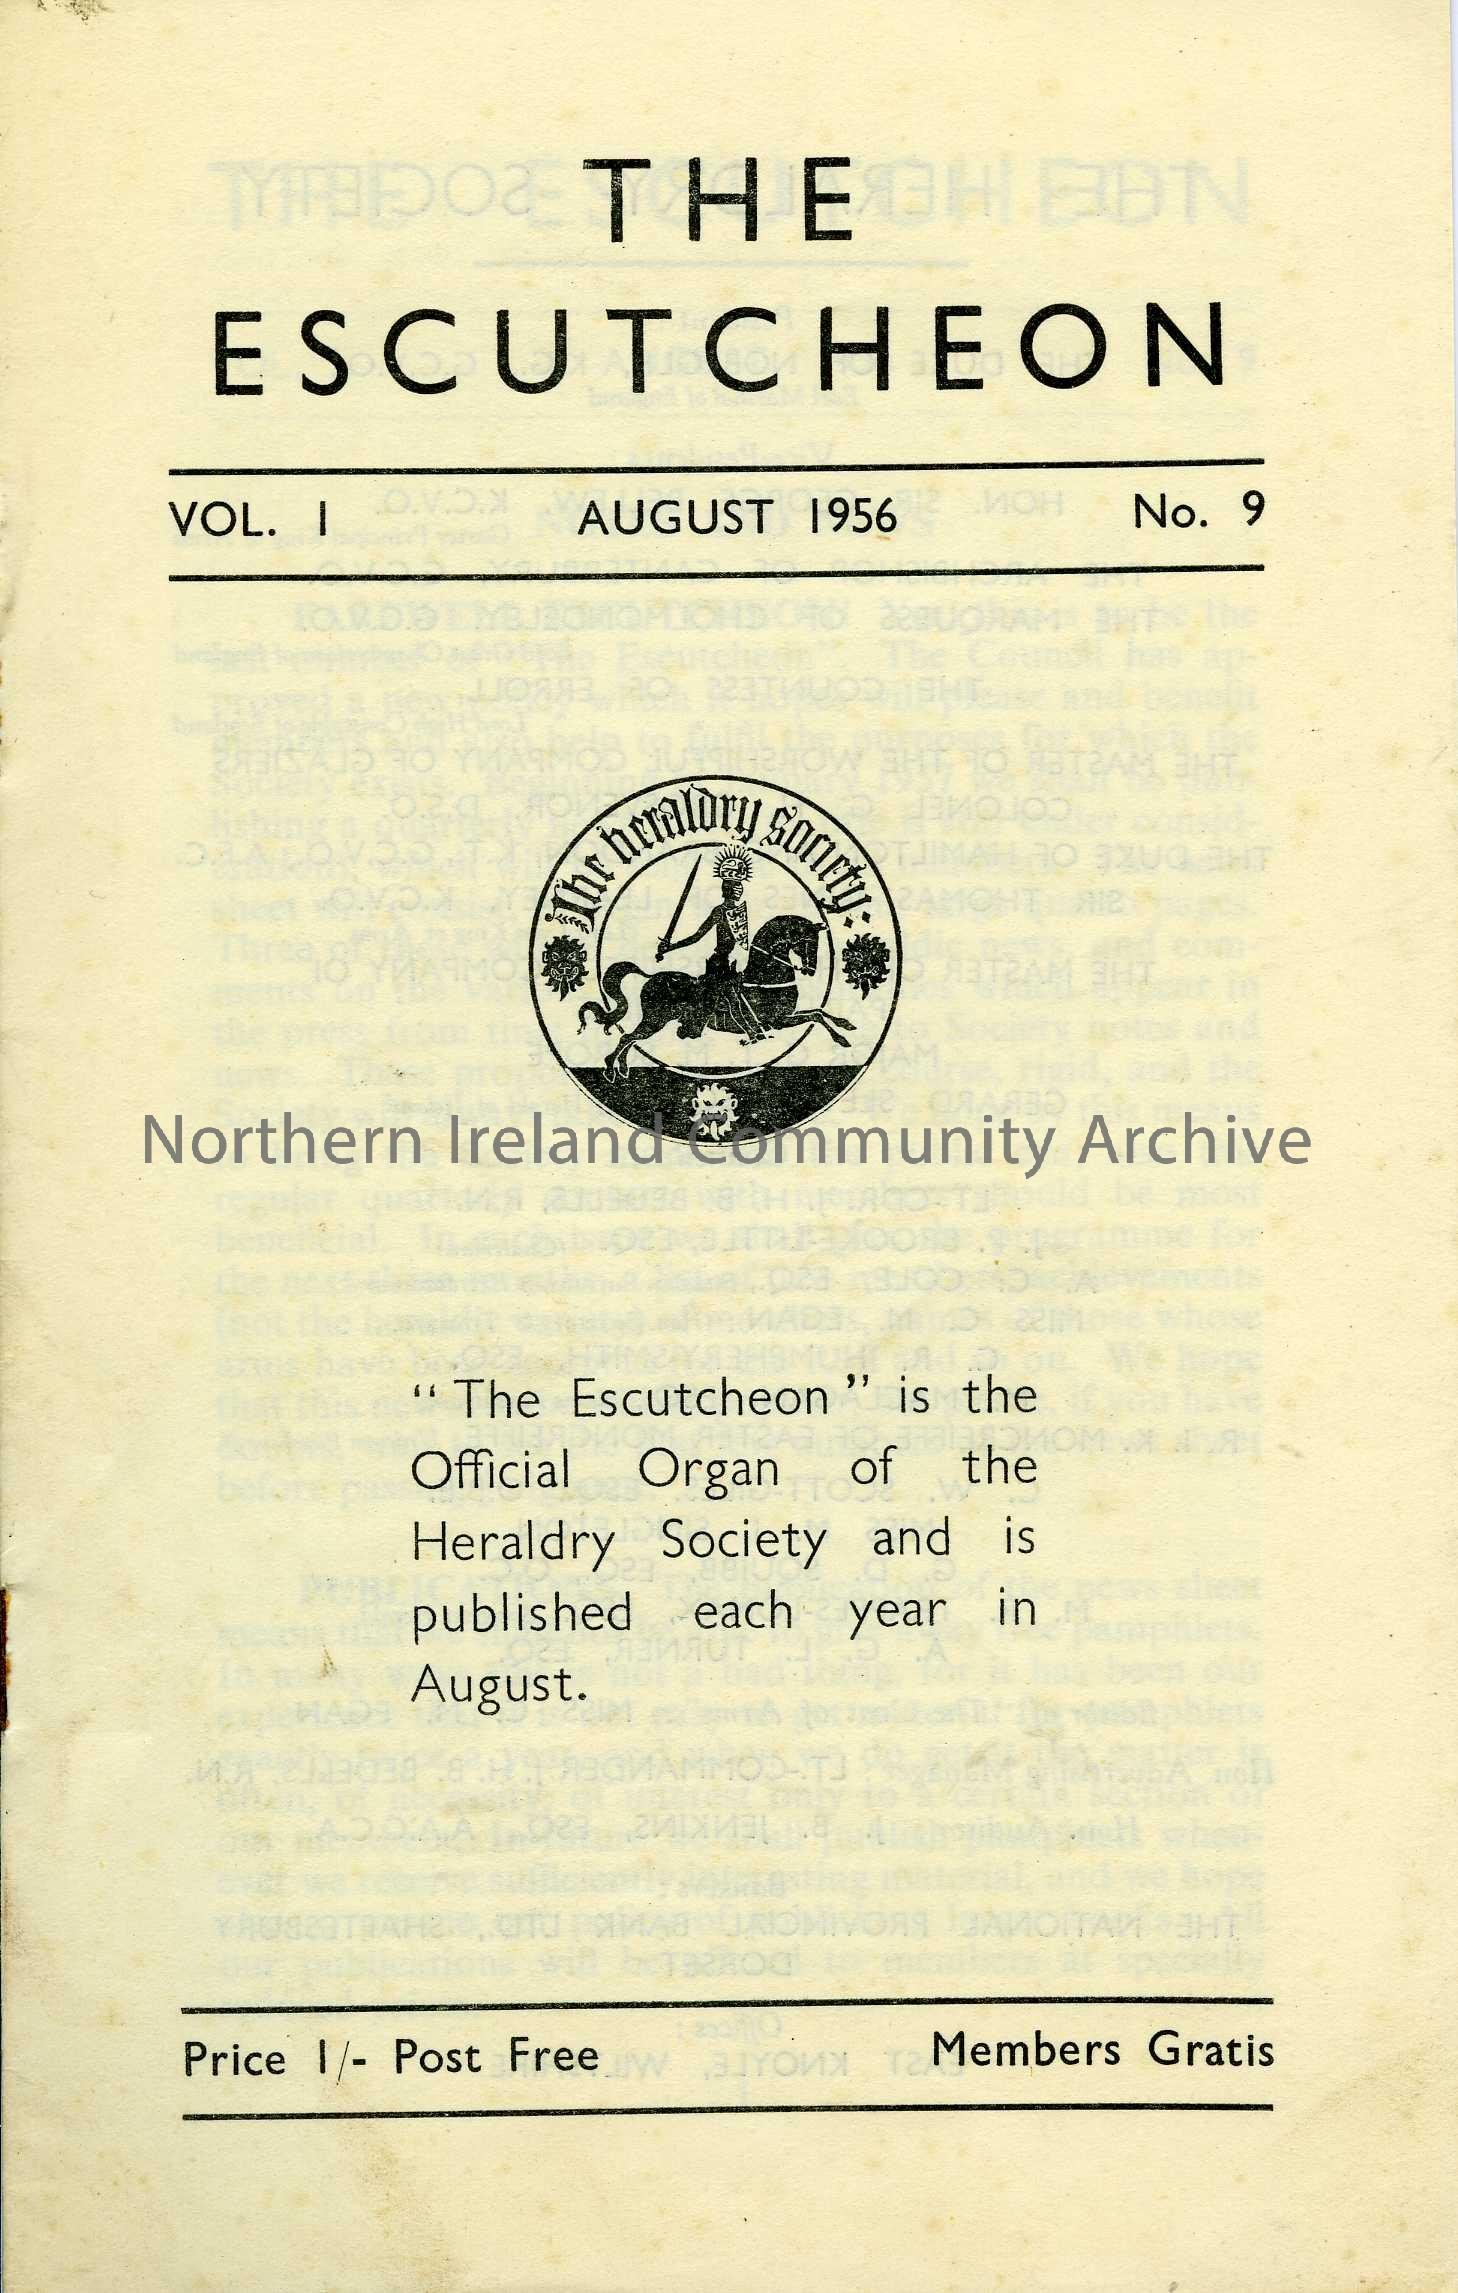 THE
ESCUTCHEON
VOL. I AUGUST 1956 No. 9
The heraldry society
Northern Ireland Community Archive
“ The Escutcheon ” is the
Official Organ of the
Heraldry Society and is
published each year in
August.
Price 1/- Post Free Members Gratis